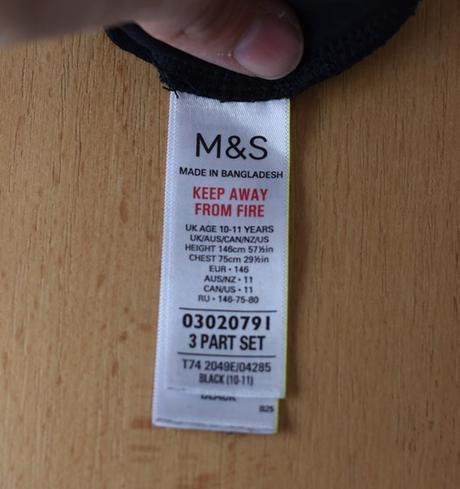 M&S
MADE IN BANGLADESH
KEEP AWAY
FROM FIRE
UK AGE 10-11 YEARS
UK/AUS/CAN/NZ/US
HEIGHT 146cm 57½in
CHEST 75cm 29½in
EUR • 146
AUS/NZ • 11
CAN/US • 11
RU • 146-75-80
03020791
3 PART SET
T74 2049E/04285
BLACK (10-11)
BLACK
B25